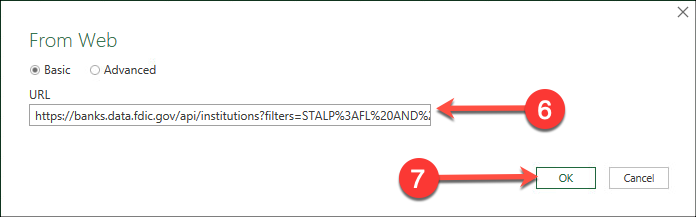 From Web
Basic Advanced
URL
https://banks.data.fdic.gov/api/institutions?filters=STALP%3AFL%20AND%2
6
7
OK Cancel